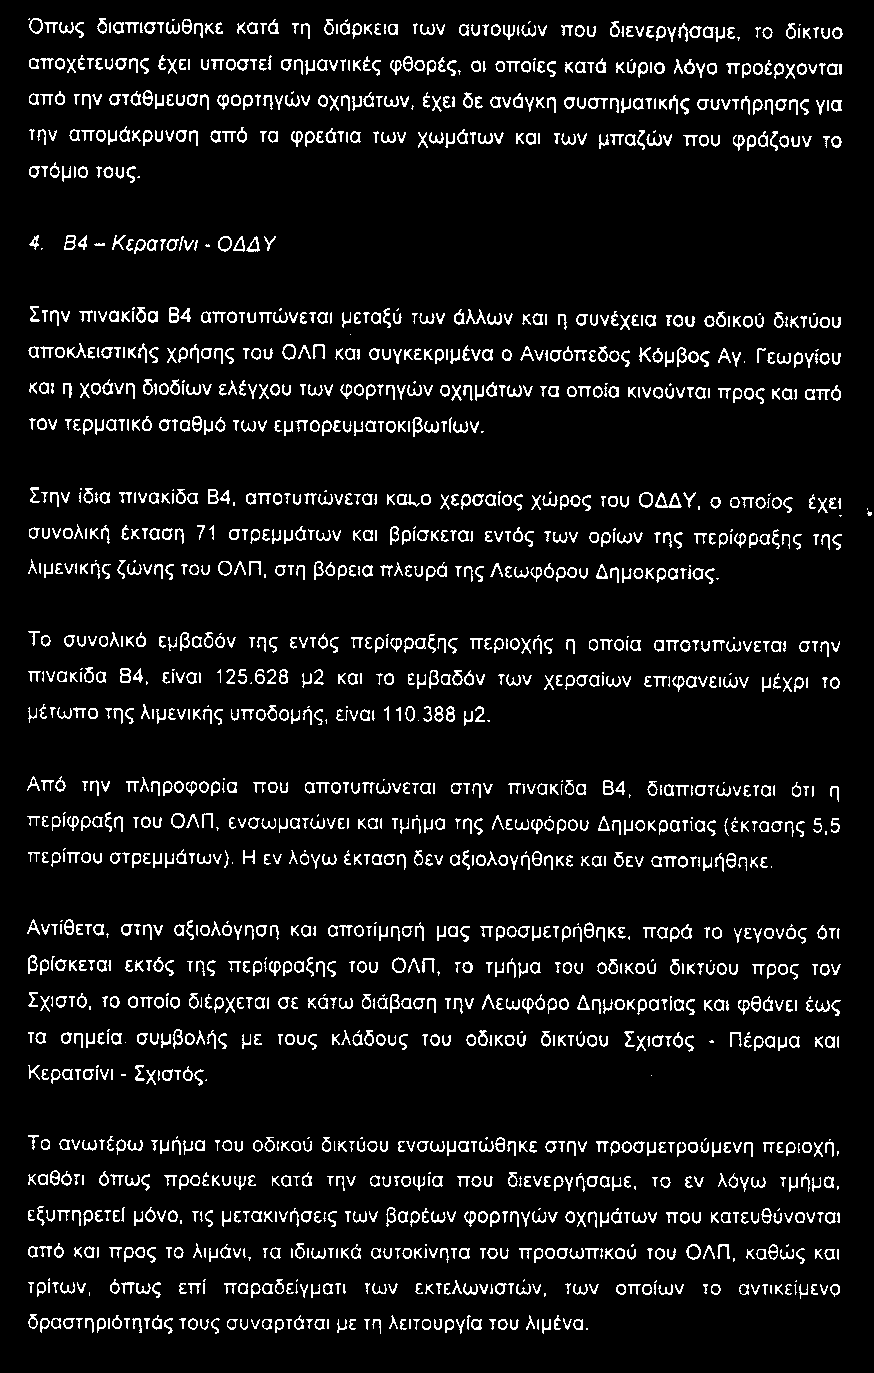 Όπως διαπιστώθηκε κατά τη διάρκεια των αυτοψιών που διενεργήσαμε, το δίκτυο
αποχέτευσης έχει υποστεί σημαντικές φθορές, οι οποίες κατά κύριο λόγο προέρχονται
από την στάθμευση φορτηγών οχημάτων, έχει δε ανάγκη συστηματικής συντήρησης για
την απομάκρυνση από τα φρεάτια των χωμάτων και των μπαζών που φράζουν το
στόμιο τους.
4. Β4 – Κερατσίνι - ΟΔΔΥ
Στην πινακίδα Β4 αποτυπώνεται μεταξύ των άλλων και η συνέχεια του οδικού δικτύου
αποκλειστικής χρήσης του ΟΛΠ και συγκεκριμένα ο Ανισόπεδος Κόμβος Αγ. Γεωργίου
και η χοάνη διοδίων ελέγχου των φορτηγών οχημάτων τα οποία κινούνται προς και από
τον τερματικό σταθμό των εμπορευματοκιβωτίων.
Στην ίδια πινακίδα Β4, αποτυπώνεται και ο χερσαίος χώρος του ΟΔΔΥ, ο οποίος έχει
συνολική έκταση 71 στρεμμάτων και βρίσκεται εντός των ορίων της περίφραξης της
λιμενικής ζώνης του ΟΛΠ, στη βόρεια πλευρά της Λεωφόρου Δημοκρατίας.
Το συνολικό εμβαδόν της εντός περίφραξης περιοχής η οποία αποτυπώνεται στην
πινακίδα Β4, είναι 125.628 μ2 και το εμβαδόν των χερσαίων επιφανειών μέχρι το
μέτωπο της λιμενικής υποδομής, είναι 110.388 μ2.
Από την πληροφορία που αποτυπώνεται στην πινακίδα Β4, διαπιστώνεται ότι η
περίφραξη του ΟΛΠ, ενσωματώνει και τμήμα της Λεωφόρου Δημοκρατίας (έκτασης 5,5
περίπου στρεμμάτων). Η εν λόγω έκταση δεν αξιολογήθηκε και δεν αποτιμήθηκε.
Αντίθετα, στην αξιολόγηση και αποτίμησή μας προσμετρήθηκε, παρά το γεγονός ότι
βρίσκεται εκτός της περίφραξης του ΟΛΠ, το τμήμα του οδικού δικτύου προς τον
Σχιστό, το οποίο διέρχεται σε κάτω διάβαση την Λεωφόρο Δημοκρατίας και φθάνει έως
τα σημεία συμβολής με τους κλάδους του οδικού δικτύου Σχιστός - Πέραμα και
Κερατσίνι - Σχιστός.
Το ανωτέρω τμήμα του οδικού δικτύου ενσωματώθηκε στην προσμετρούμενη περιοχή,
καθότι όπως προέκυψε κατά την αυτοψία που διενεργήσαμε, το εν λόγω τμήμα,
εξυπηρετεί μόνο, τις μετακινήσεις των βαρέων φορτηγών οχημάτων που κατευθύνονται
από και προς το λιμάνι, τα ιδιωτικά αυτοκίνητα του προσωπικού του ΟΛΠ, καθώς και
τρίτων, όπως επί παραδείγματι των εκτελωνιστών, των οποίων το αντικείμενο
δραστηριότητάς τους συναρτάται με τη λειτουργία του λιμένα.